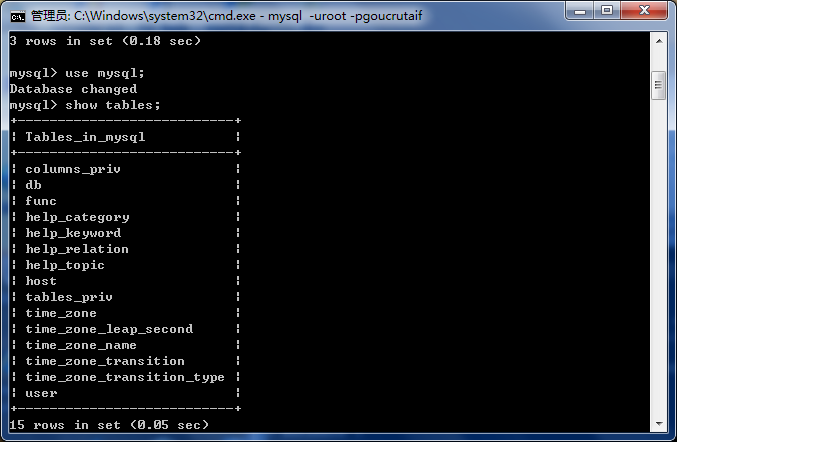 管理员: C:\Windows\system32\cmd.exe - mysql  -uroot -pgoucrutaif
3 rows in set (0.18 sec)
mysql> use mysql;
Database changed
mysql> show tables;
+---------------------------+
| Tables_in_mysql           |
+---------------------------+
| columns_priv              |
| db                        |
| func                      |
| help_category             |
| help_keyword              |
| help_relation             |
| help_topic                |
| host                      |
| tables_priv               |
| time_zone                 |
| time_zone_leap_second     |
| time_zone_name            |
| time_zone_transition      |
| time_zone_transition_type |
| user                      |
+---------------------------+
15 rows in set (0.05 sec)